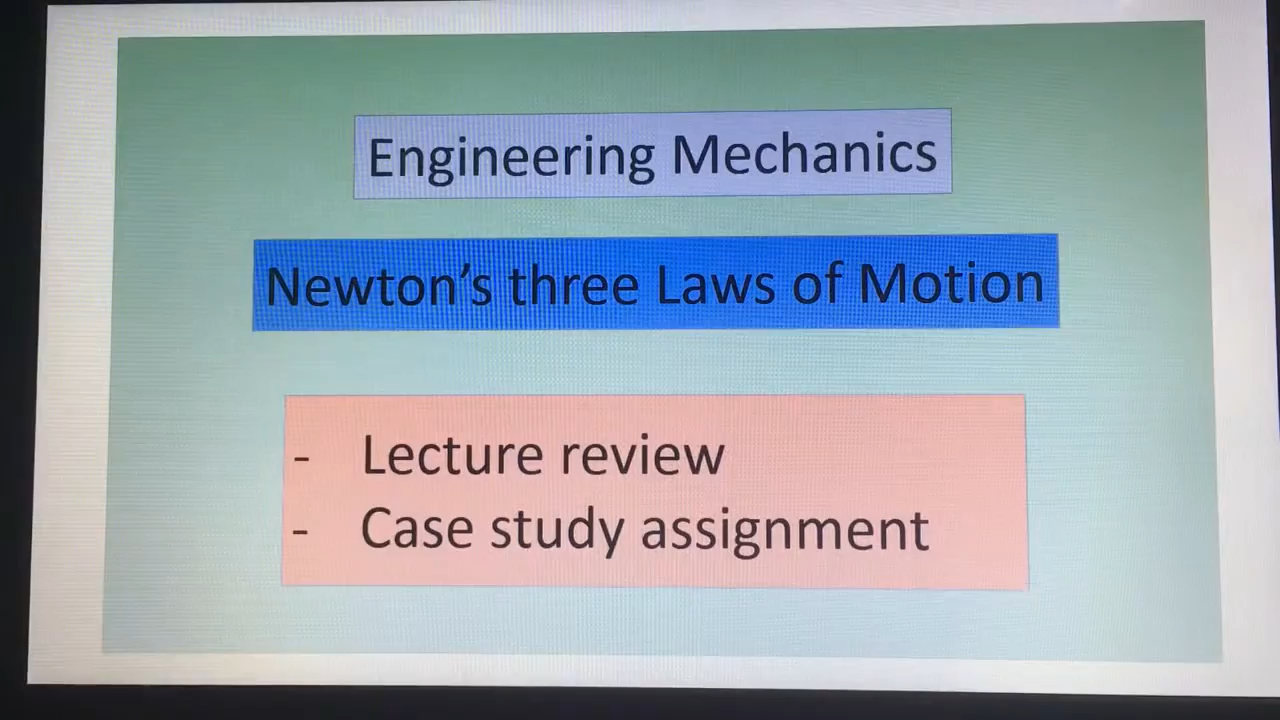 Engineering Mechanics
Newton’s three Laws of Motion
- Lecture review
- Case study assignment